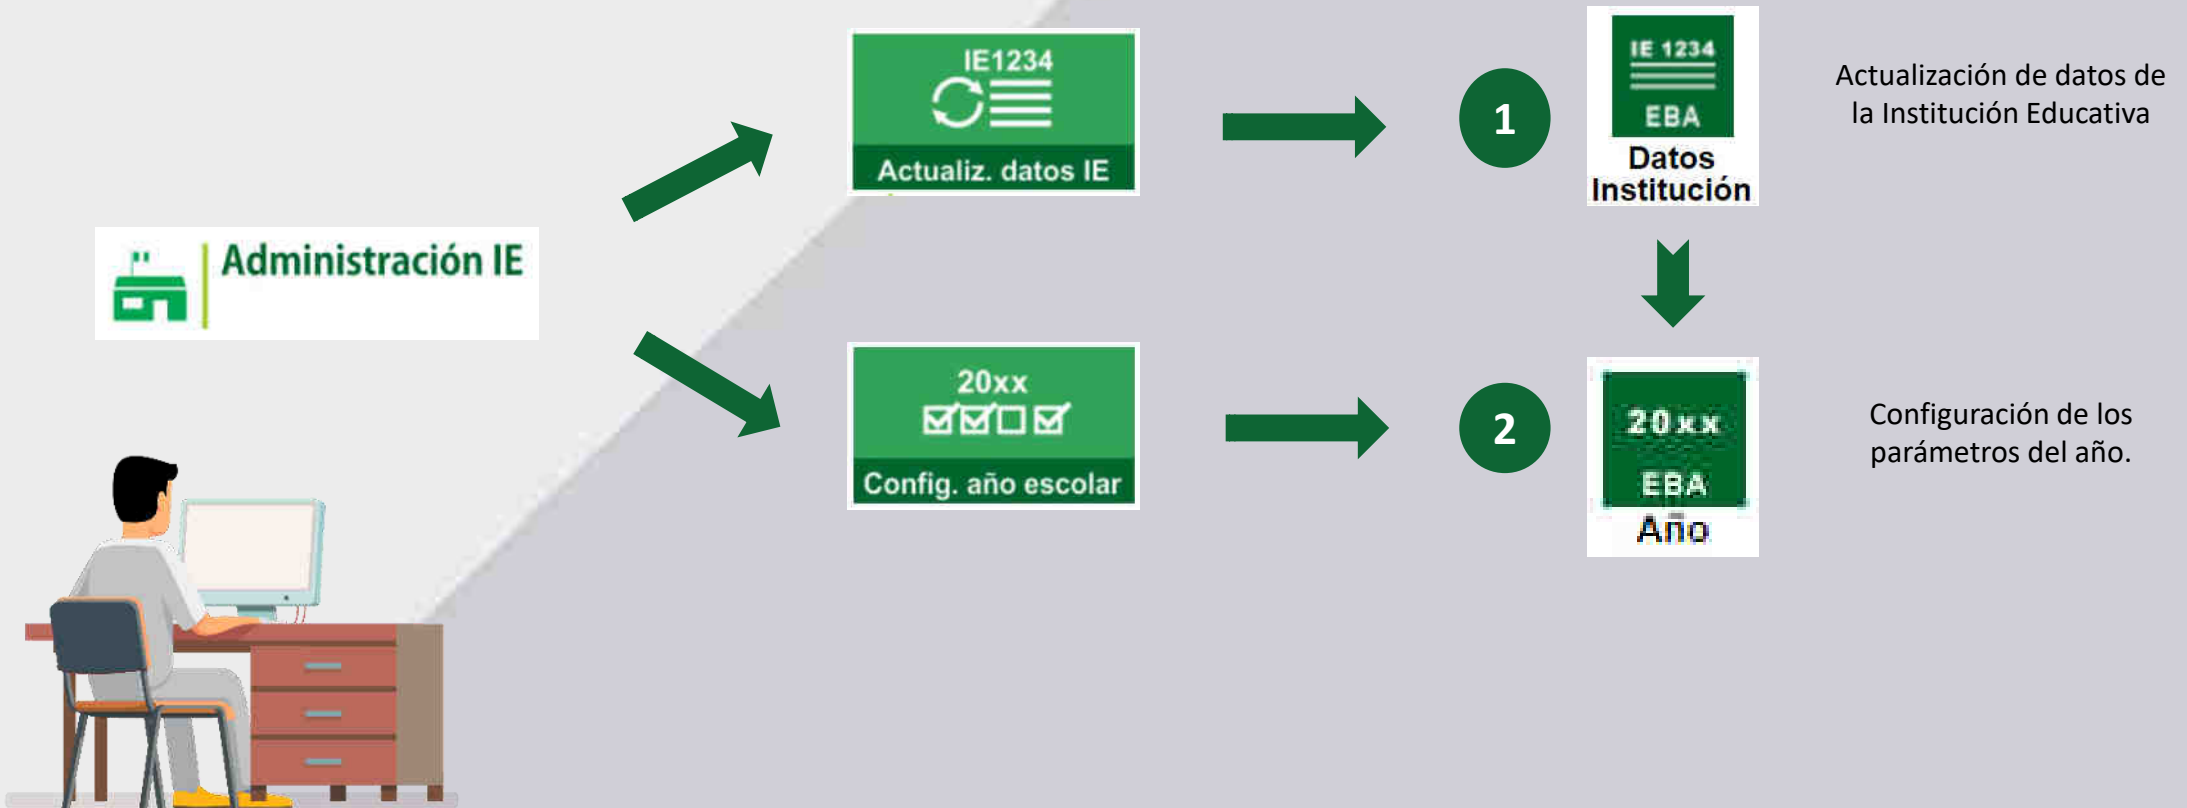 Administración IE
IE1234
Actualiz. datos IE
1
IE 1234
EBA
Datos
Institución
Actualización de datos de
la Institución Educativa
20xx
Config. año escolar
2
20xx
EBA
Año
Configuración de los
parámetros del año.